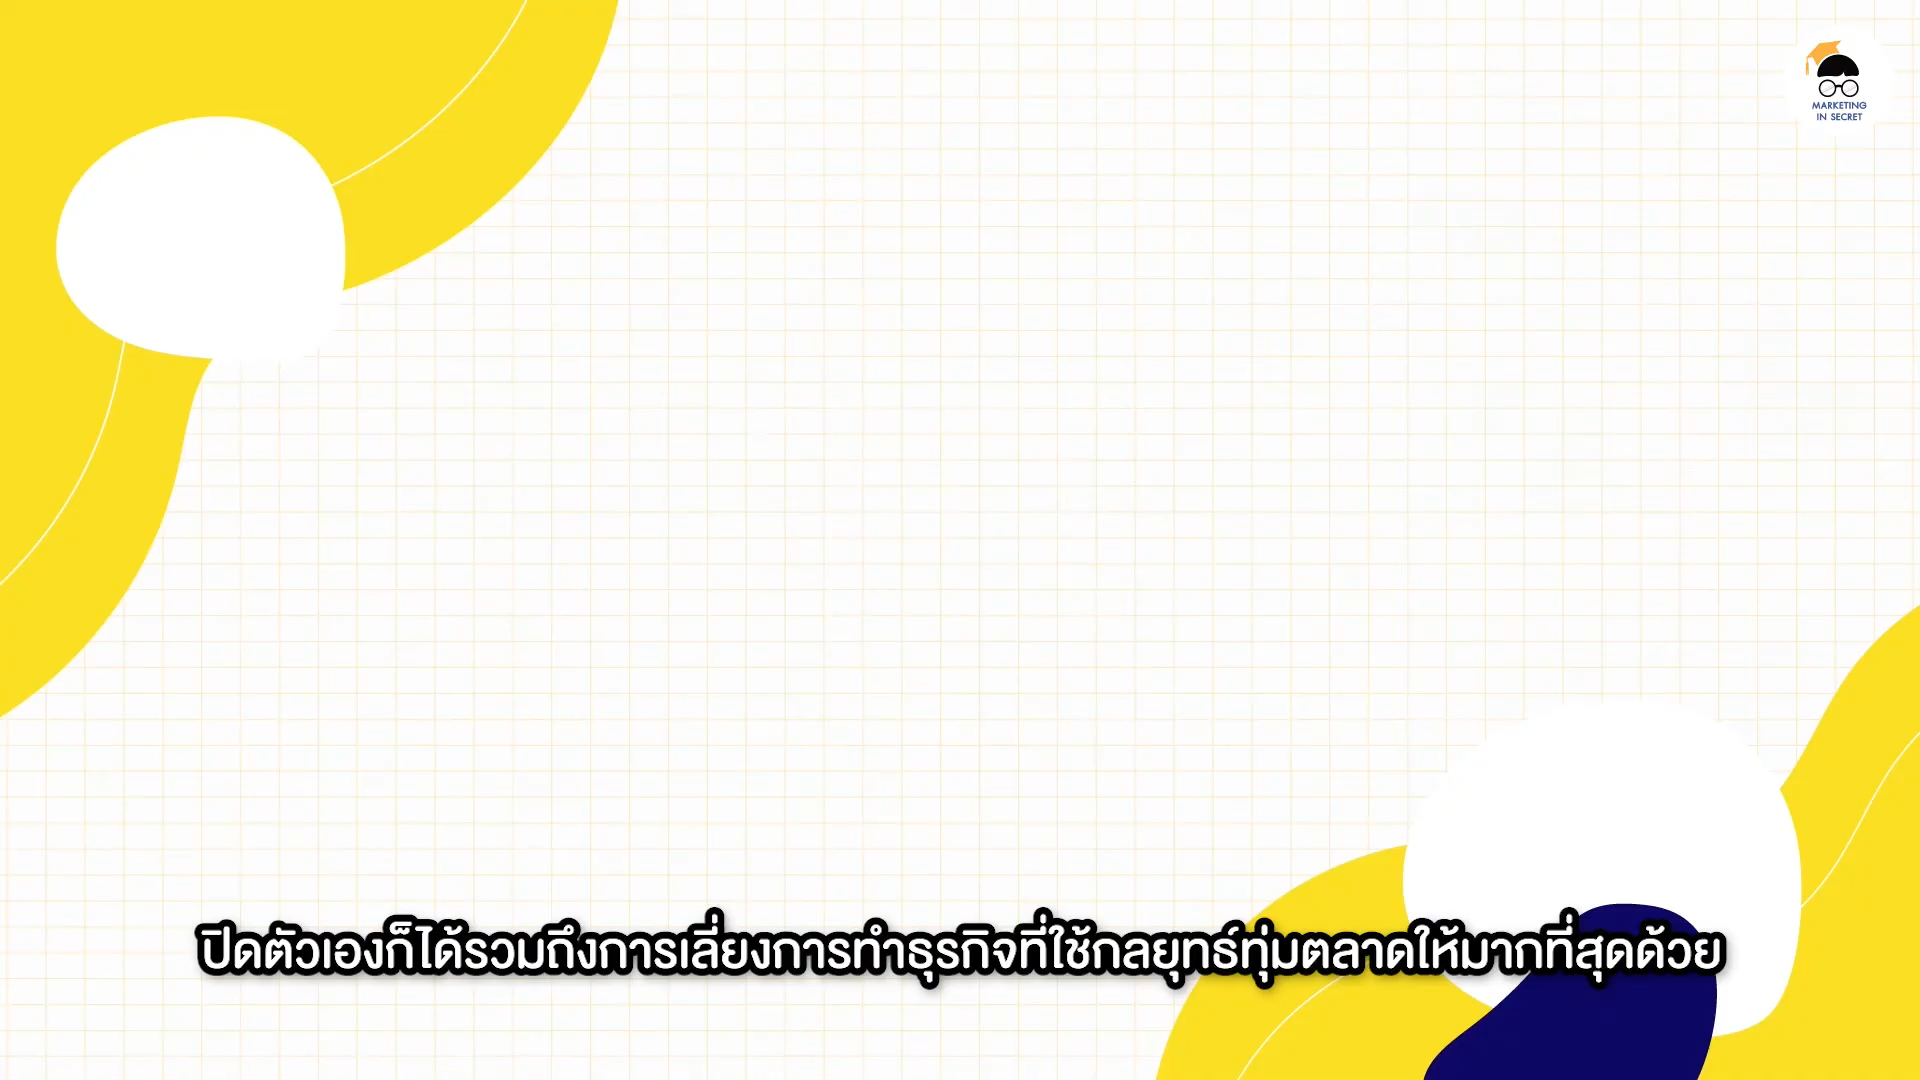 MARKETING
IN SECRET
ปิดตัวเองก็ได้รวมถึงการเลี่ยงการทำธุรกิจที่ใช้กลยุทธ์ทุ่มตลาดให้มากที่สุดด้วย